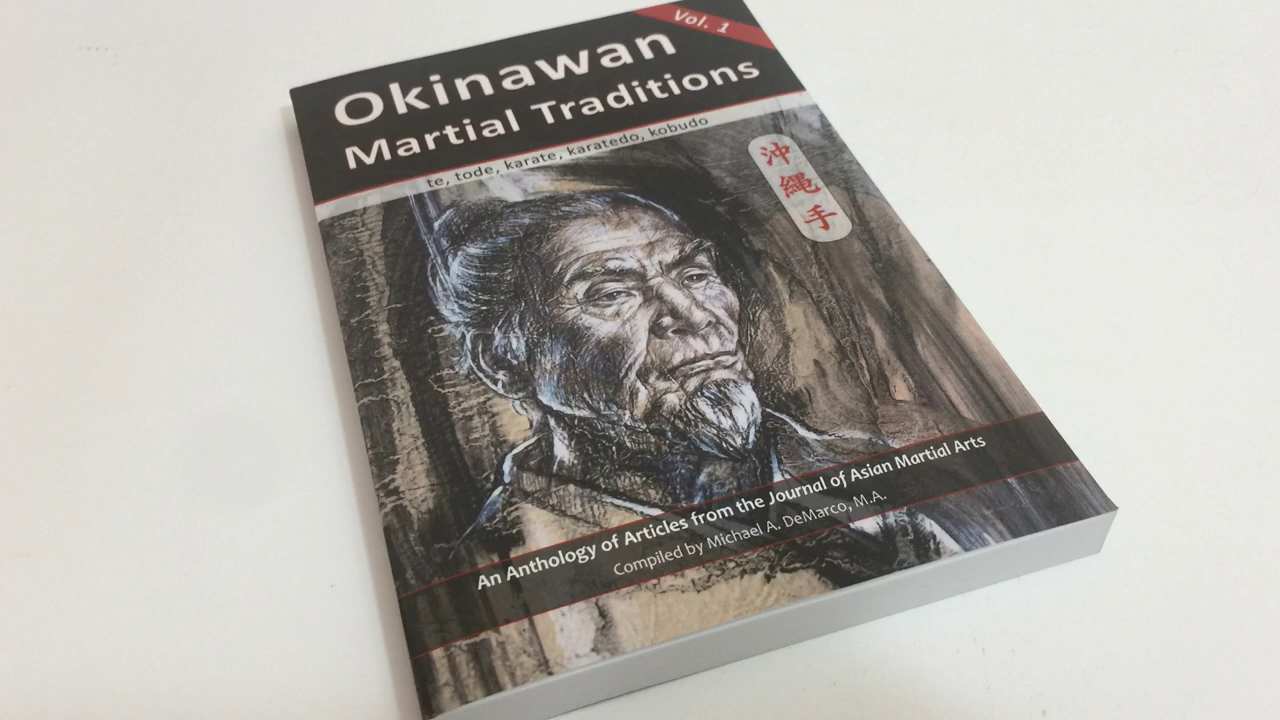 Vol. 1
Okinawan
Martial Traditions
te, tode, karate, karatedo, kobudo
沖
縄
手
An Anthology of Articles from the Journal of Asian Martial Arts
Compiled by Michael A. DeMarco, M.A.